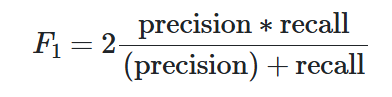 F₁ = 2 precision * recall / (precision) + recall